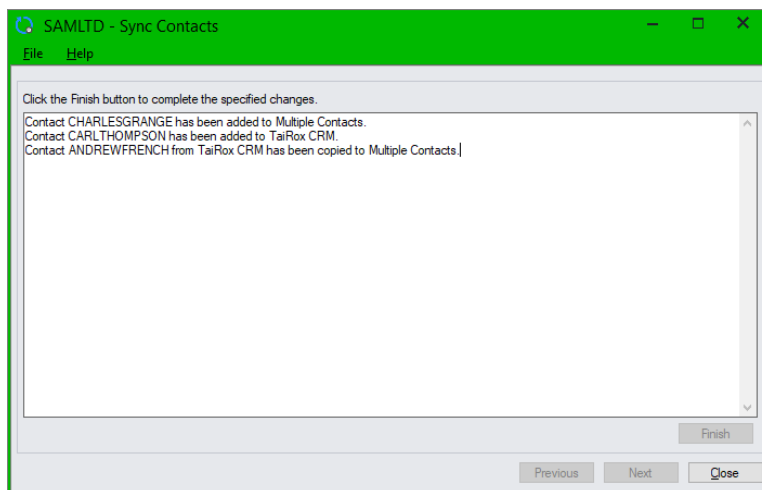 SAMLTD - Sync Contacts
File Help
Click the Finish button to complete the specified changes.
Contact CHARLESGRANGE has been added to Multiple Contacts.
Contact CARLTHOMPSON has been added to TaiRox CRM.
Contact ANDREWFRENCH from TaiRox CRM has been copied to Multiple Contacts.
Finish
Previous Next Close